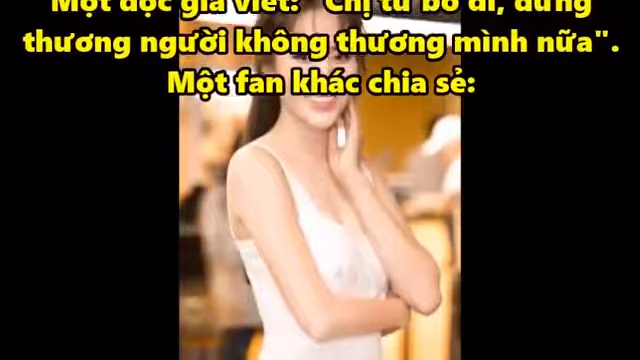 Một độc giả viết: "Chị từ bỏ đi, đừng
thương người không thương mình nữa".
Một fan khác chia sẻ: